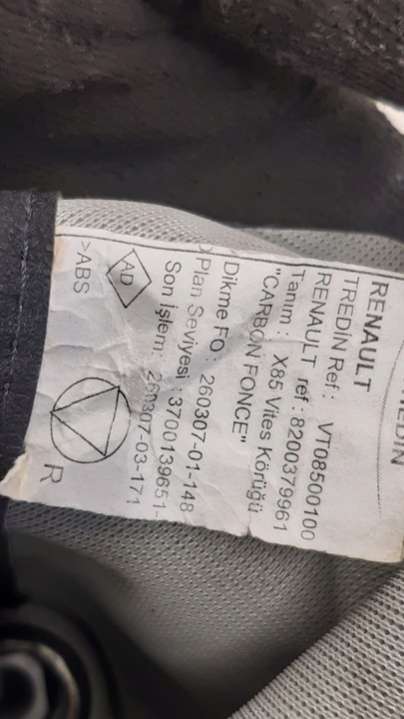 TREDIN
RENAULT
TREDIN Ref : VT08500100
RENAULT ref : 8200379961
Tanım : X85 Vites Körüğü
"CARBON FONCE"
Dikme FO : 260307-01-148
Plan Seviyesi : 3700139651-
Son işlem : 260307-03-171
AD
R
>ABS